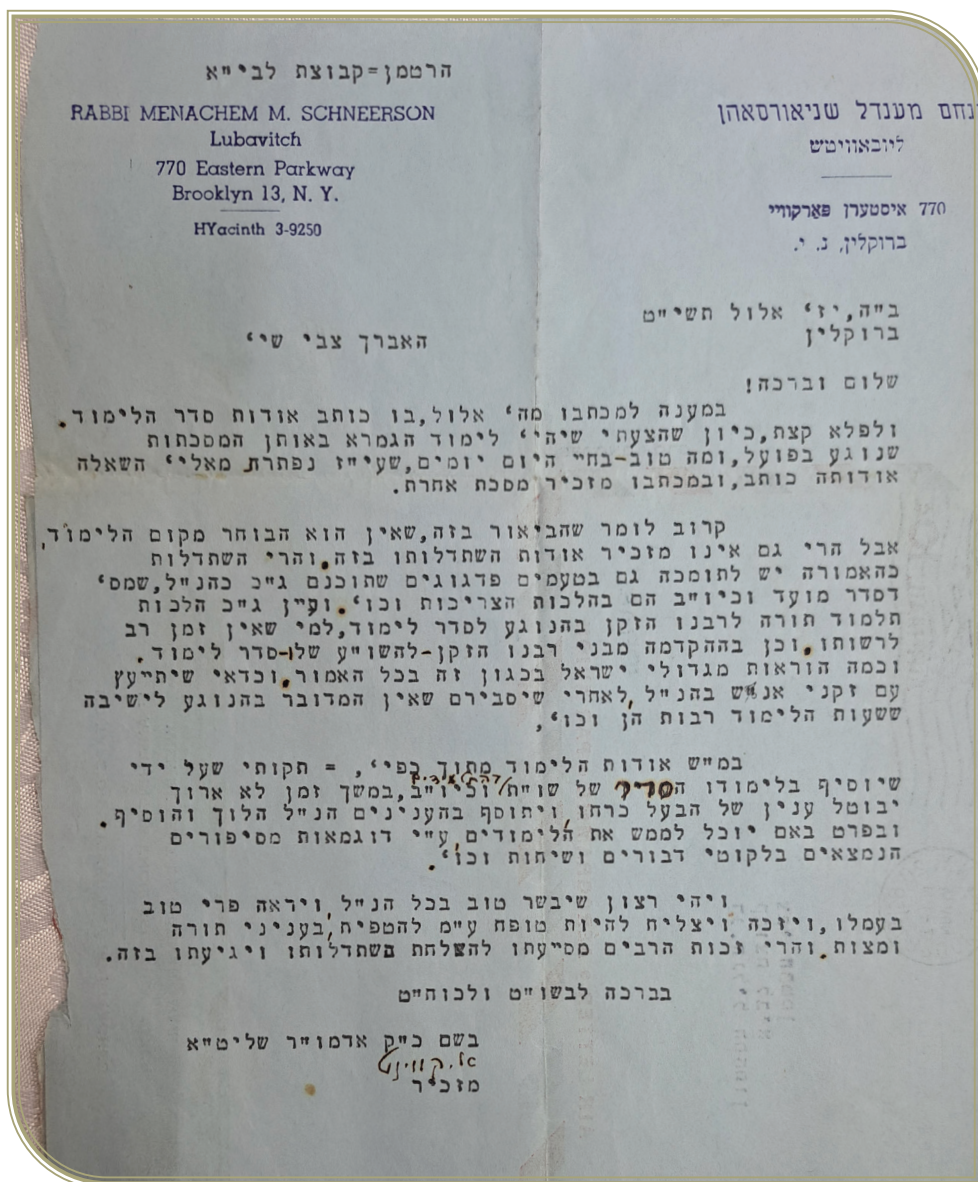 הרטמן=קבוצת לבי"א
RABBI MENACHEM M. SCHNEERSON
Lubavitch
770 Eastern Parkway
Brooklyn 13, N. Y.
HYacinth 3-9250
נחם מענדל שניאורסאהן
ליובאוויטש
770 איסטערן פארקוויי
ברוקלין, נ. י.
ב"ה,יז' אלול תשי"ט
ברוקלין
האברך צבי שי'
שלום וברכה!
במענה למכתבו מה' אלול,בו כותב אודות סדר הלימוד.
ולפלא קצת,כיון שהצעתי שיהי' לימוד הגמרא באותן המסכתות
שנוגע בפועל,ומה טוב-בחיי היום יומים,שעי"ז נפתרת מאלי' השאלה
אודותה כותב,ובמכתבו מזכיר מסכת אחרת.
קרוב לומר שהביאור בזה,שאין הוא הבוחר מקום הלימוד,
אבל הרי גם אינו מזכיר אודות השתדלותו בזה.והרי השתדלות
כהאמורה יש לתומכה גם בטעמים פדגוגים שתוכנם ג"כ כהנ"ל,שמס'
דסדר מועד וכיו"ב הם בהלכות הצריכות וכו'.ועיין ג"כ הלכות
תלמוד תורה לרבנו הזקן בהנוגע לסדר לימוד,למי שאין זמן רב
לרשותו.וכן בההקדמה מבני רבנו הזקן-להשו"ע שלו-סדר לימוד.
וכמה הוראות מגדולי ישראל בכגון זה בכל האמור.וכדאי שיתייעץ
עם זקני אנ"ש בהנ"ל,לאחרי שיסבירם שאין המדובר בהנוגע לישיבה
ששעות הלימוד רבות הן וכו',
במ"ש אודות הלימוד מתוך כפי', = תקותי שעל ידי
שיוסיף בלימודו הסדיר של שו"ת וכיו"ב,במשך זמן לא ארוך
יבוטל ענין של הבעל כרחו,ויתוסף בהענינים הנ"ל הלוך והוסיף.
ובפרט באם יוכל לממש את הלימודים,ע"י דוגמאות מסיפורים
הנמצאים בלקוטי דבורים ושיחות וכו'.
ויהי רצון שיבשר טוב בכל הנ"ל,ויראה פרי טוב
בעמלו,ויזכה ויצליח להיות טופח ע"מ להטפיח,בעניני תורה
ומצות.והרי זכות הרבים מסייעתו להצלחת השתדלותו ויגיעתו בזה.
בברכה לבשו"ט ולכוח"ט
בשם כ"ק אדמו"ר שליט"א
א. קווינט
מזכיר